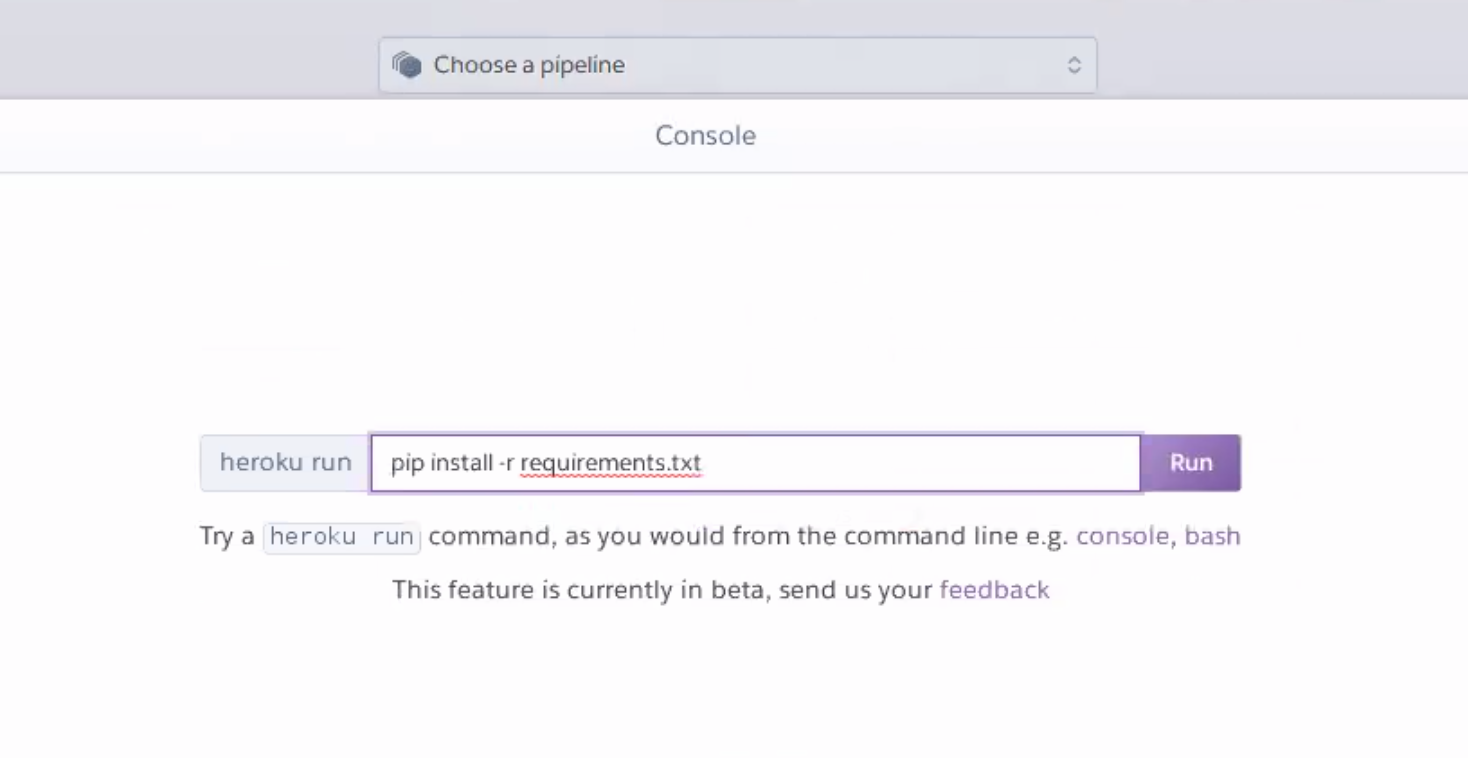 Choose a pipeline
Console
heroku run pip install -r requirements.txt Run
Try a heroku run command, as you would from the command line e.g. console, bash
This feature is currently in beta, send us your feedback